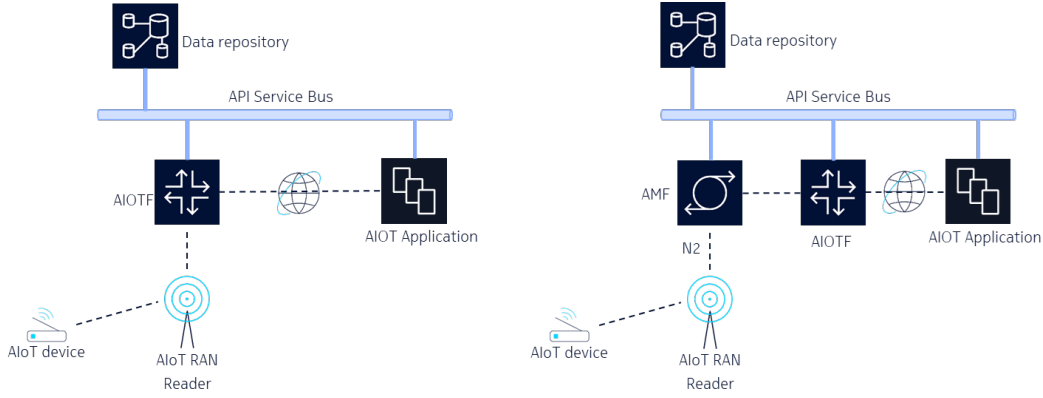 Data repository
API Service Bus
AIOTF
AIOT Application
AIoT device
AIoT RAN
Reader
Data repository
API Service Bus
AMF
AIOTF
AIOT Application
N2
AIoT device
AIoT RAN
Reader